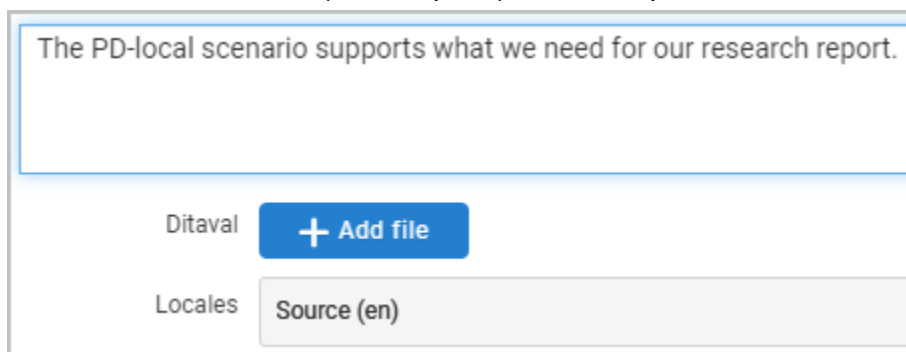 The PD-local scenario supports what we need for our research report.
Ditaval
+ Add file
Locales
Source (en)